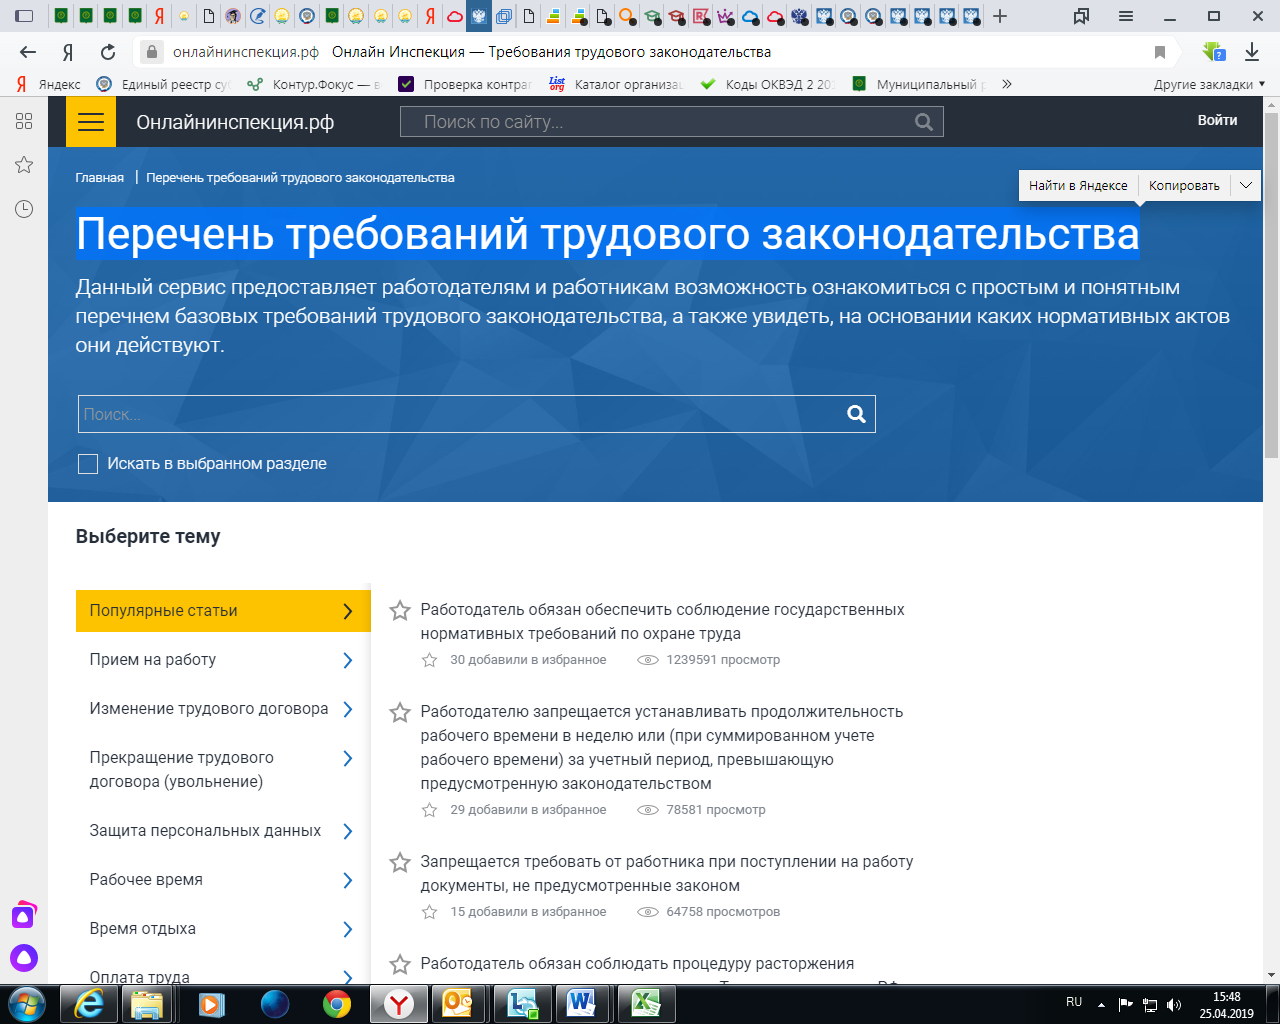 онлайнинспекция.рф Онлайн Инспекция — Требования трудового законодательства
Яндекс Единый реестр су Контур.Фокус — в Проверка контраг List org Каталог организац Коды ОКВЭД 2 20 Муниципальный Другие закладки
Онлайнинспекция.рф Поиск по сайту... Войти
Главная | Перечень требований трудового законодательства
Найти в Яндексе Копировать
Перечень требований трудового законодательства
Данный сервис предоставляет работодателям и работникам возможность ознакомиться с простым и понятным
перечнем базовых требований трудового законодательства, а также увидеть, на основании каких нормативных актов
они действуют.
Поиск...
Искать в выбранном разделе
Выберите тему
Популярные статьи
Прием на работу
Изменение трудового договора
Прекращение трудового
договора (увольнение)
Защита персональных данных
Рабочее время
Время отдыха
Оплата труда
Работодатель обязан обеспечить соблюдение государственных
нормативных требований по охране труда
30 добавили в избранное 1239591 просмотр
Работодателю запрещается устанавливать продолжительность
рабочего времени в неделю или (при суммированном учете
рабочего времени) за учетный период, превышающую
предусмотренную законодательством
29 добавили в избранное 78581 просмотр
Запрещается требовать от работника при поступлении на работу
документы, не предусмотренные законом
15 добавили в избранное 64758 просмотров
Работодатель обязан соблюдать процедуру расторжения
RU
15:48
25.04.2019